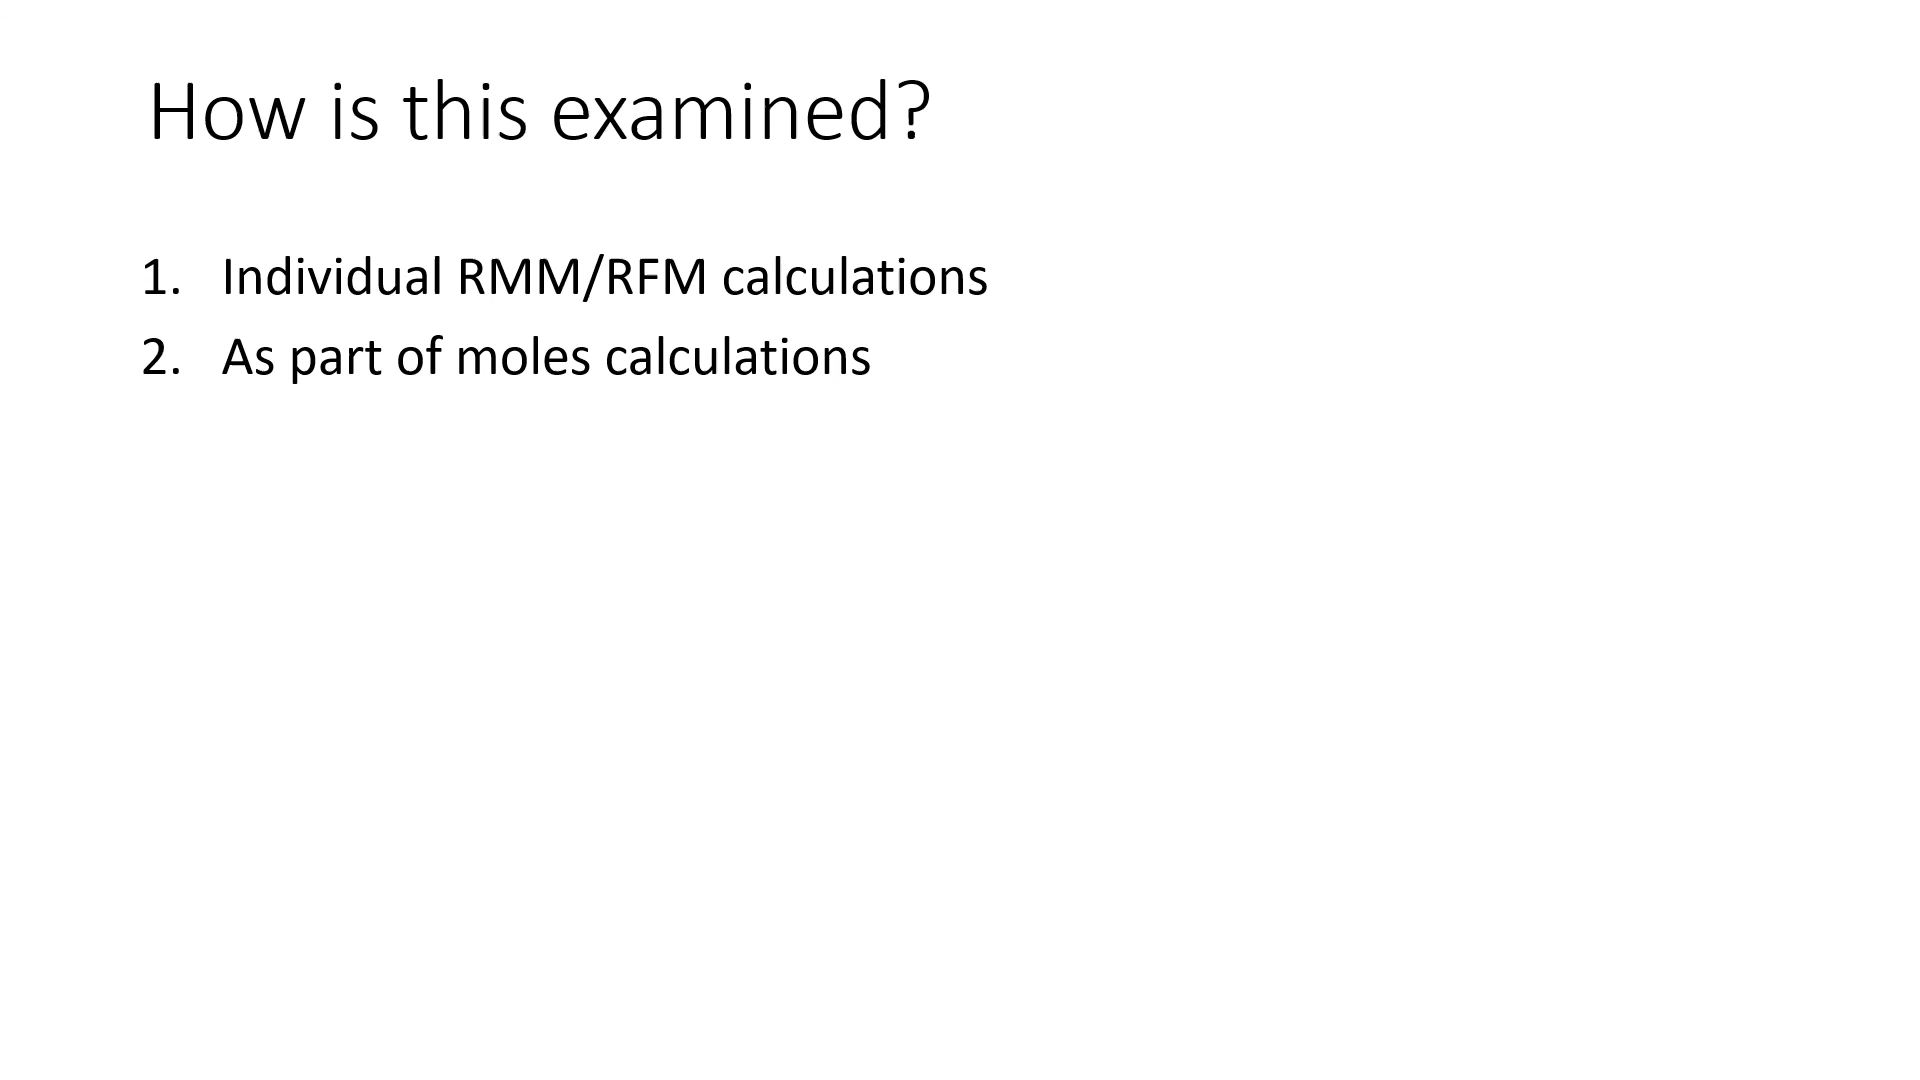 How is this examined?
1. Individual RMM/RFM calculations
2. As part of moles calculations